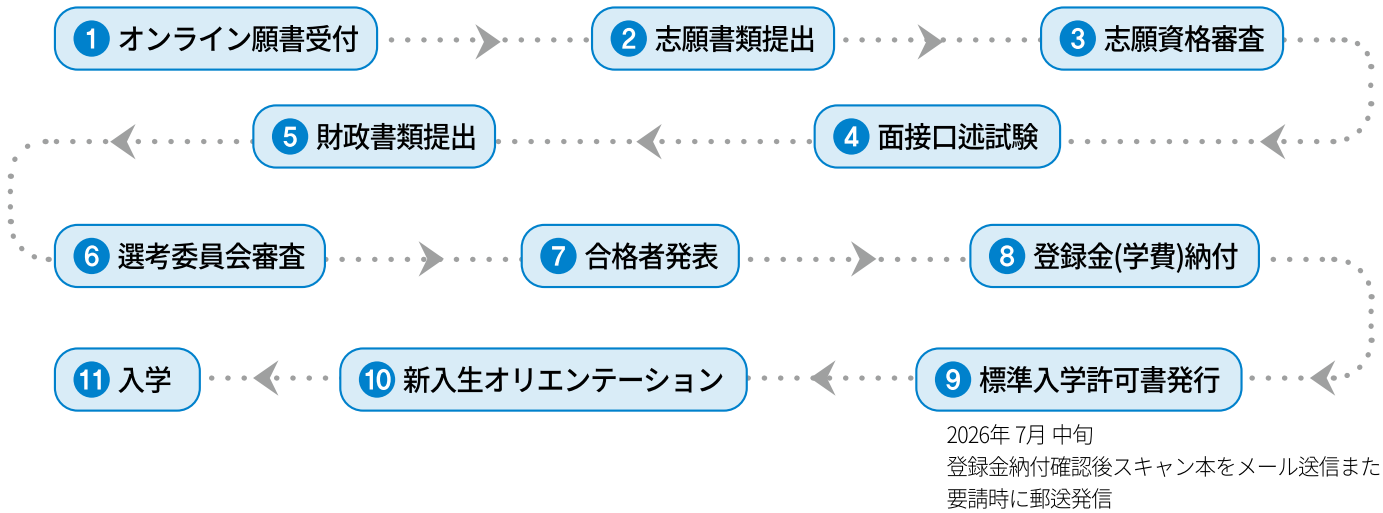 1 オンライン願書受付
2 志願書類提出
3 志願資格審査
4 面接口述試験
5 財政書類提出
6 選考委員会審査
7 合格者発表
8 登録金(学費)納付
9 標準入学許可書発行
2026年 7月 中旬
登録金納付確認後スキャン本をメール送信また
要請時に郵送発信
10 新入生オリエンテーション
11 入学